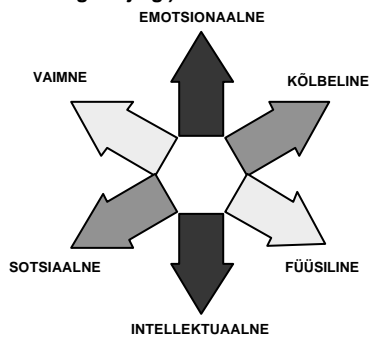 EMOTSIONAALNE
VAIMNE
KÕLBELINE
SOTSIAALNE
FÜÜSILINE
INTELLEKTUAALNE